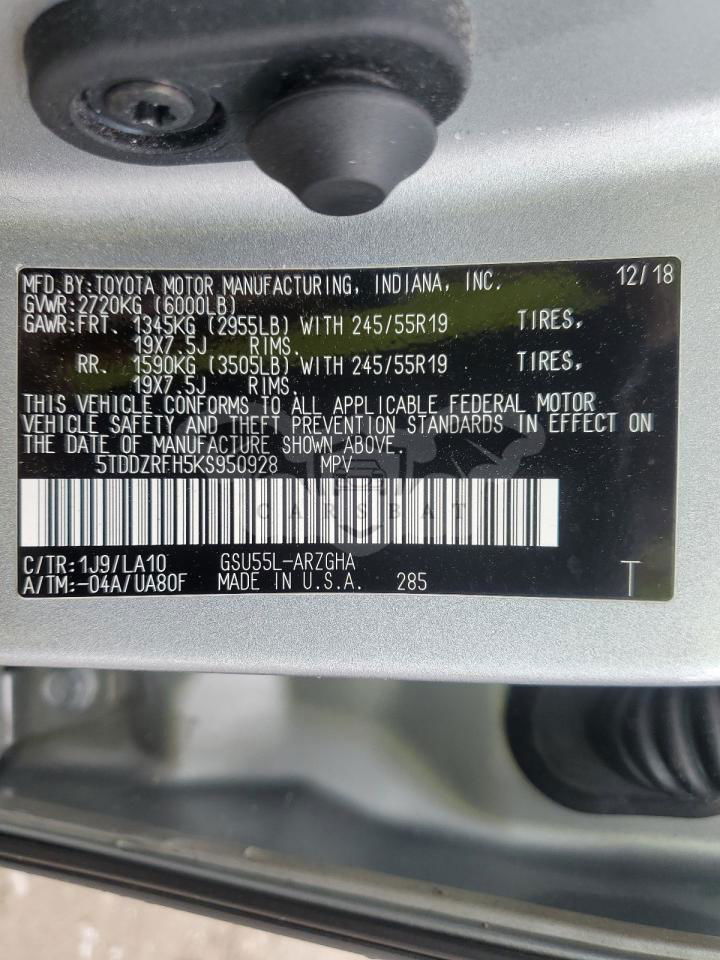 MFD.BY:TOYOTA MOTOR MANUFACTURING, INDIANA, INC. 12/18
GVWR:2720KG (6000LB)
GAWR:FRT. 1345KG (2955LB) WITH 245/55R19 TIRES,
19X7.5J RIMS.
RR. 1590KG (3505LB) WITH 245/55R19 TIRES,
19X7.5J RIMS.
THIS VEHICLE CONFORMS TO ALL APPLICABLE FEDERAL MOTOR
VEHICLE SAFETY THEFT PREVENTION STANDARDS IN EFFECT ON
THE DATE OF MANUFACTURE SHOWN ABOVE.
5TDDZRFH5KS950928 MPV
CARSBAT
C/TR:1J9/LA10 GSU55L-ARZGHA
A/TM:-04A/UA80F MADE IN U.S.A. 285 T